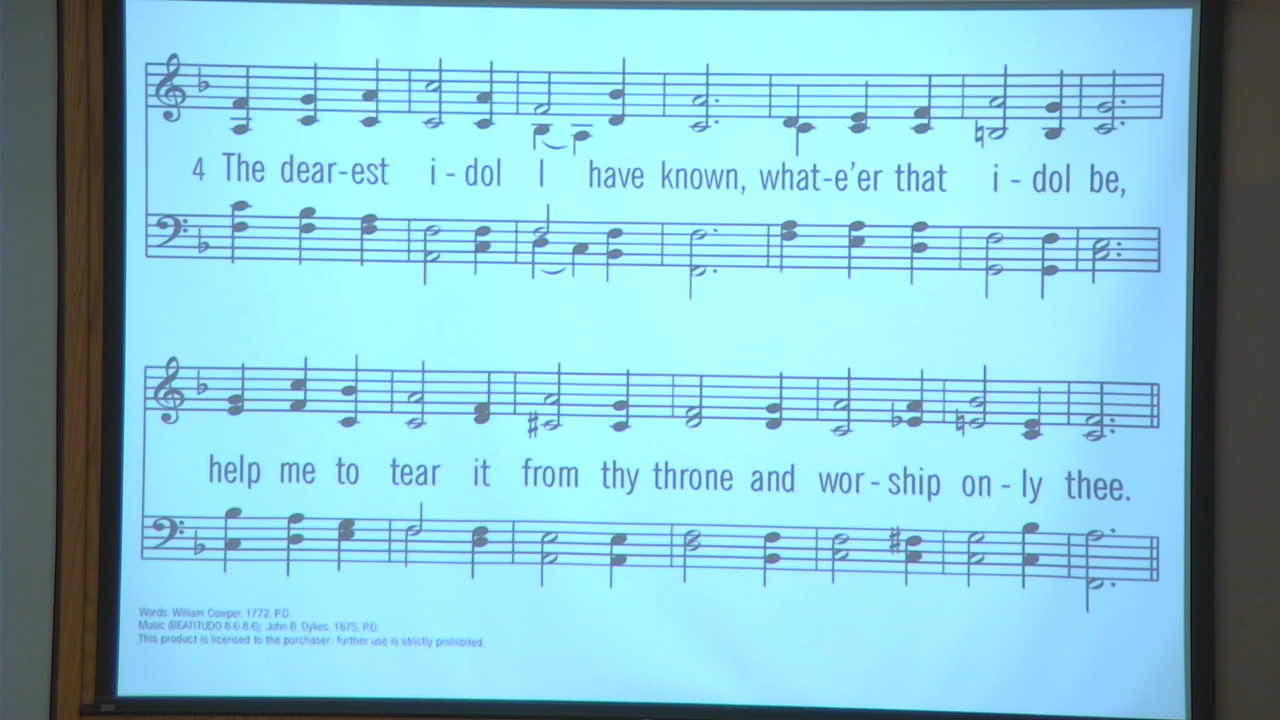 4 The dear-est i - dol I have known, what-e'er that i - dol be,
help me to tear it from thy throne and wor - ship on - ly thee.
Words: William Cowper, 1772, P.D.
Music (BEATITUDO 8.6.8.6): John B. Dykes, 1875, P.D.
This product is licensed to the purchaser; further use is strictly prohibited.